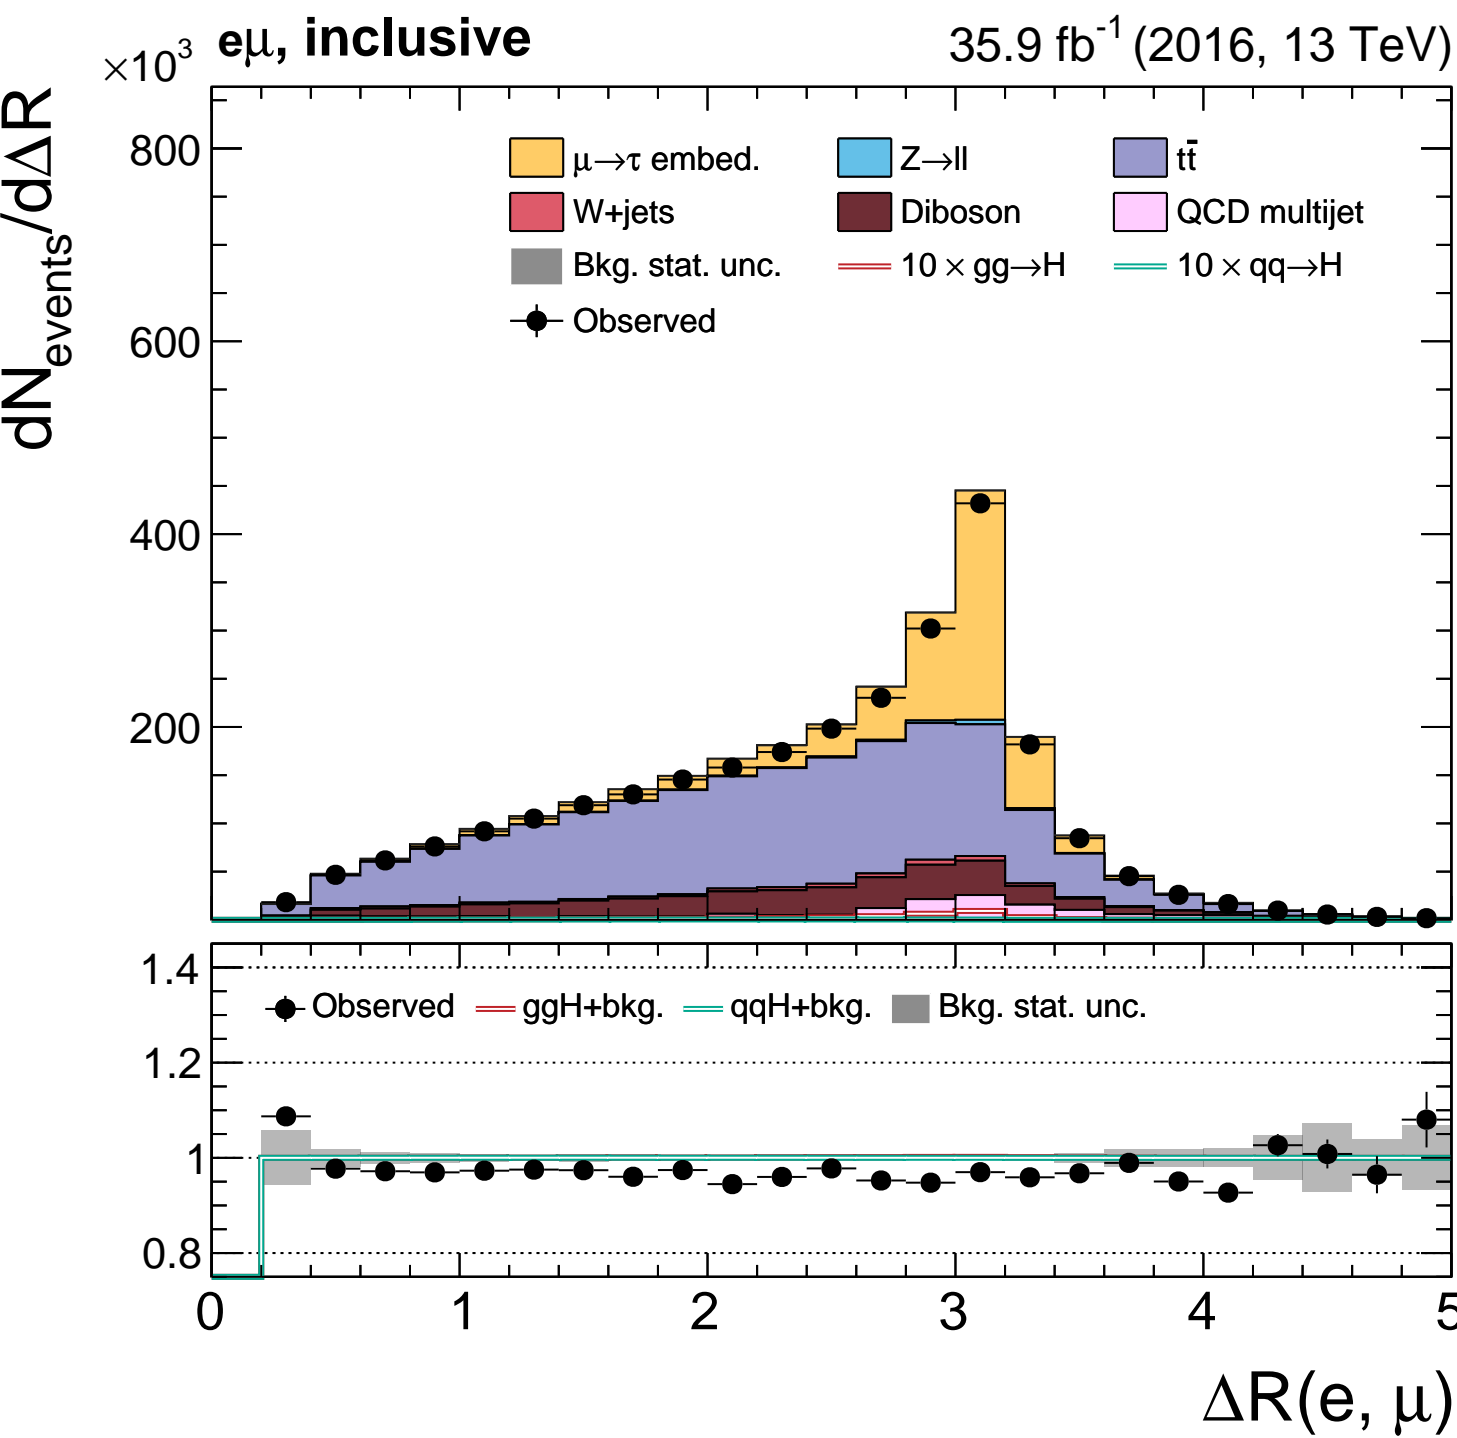 ×10³ eμ, inclusive 35.9 fb⁻¹ (2016, 13 TeV)
dN_events/dΔR
800
600
400
200
μ→τ embed. Z→ll tt̄
W+jets Diboson QCD multijet
Bkg. stat. unc. 10 × gg→H 10 × qq→H
Observed
1.4
1.2
1
0.8
Observed ggH+bkg. qqH+bkg. Bkg. stat. unc.
0 1 2 3 4 5
ΔR(e, μ)